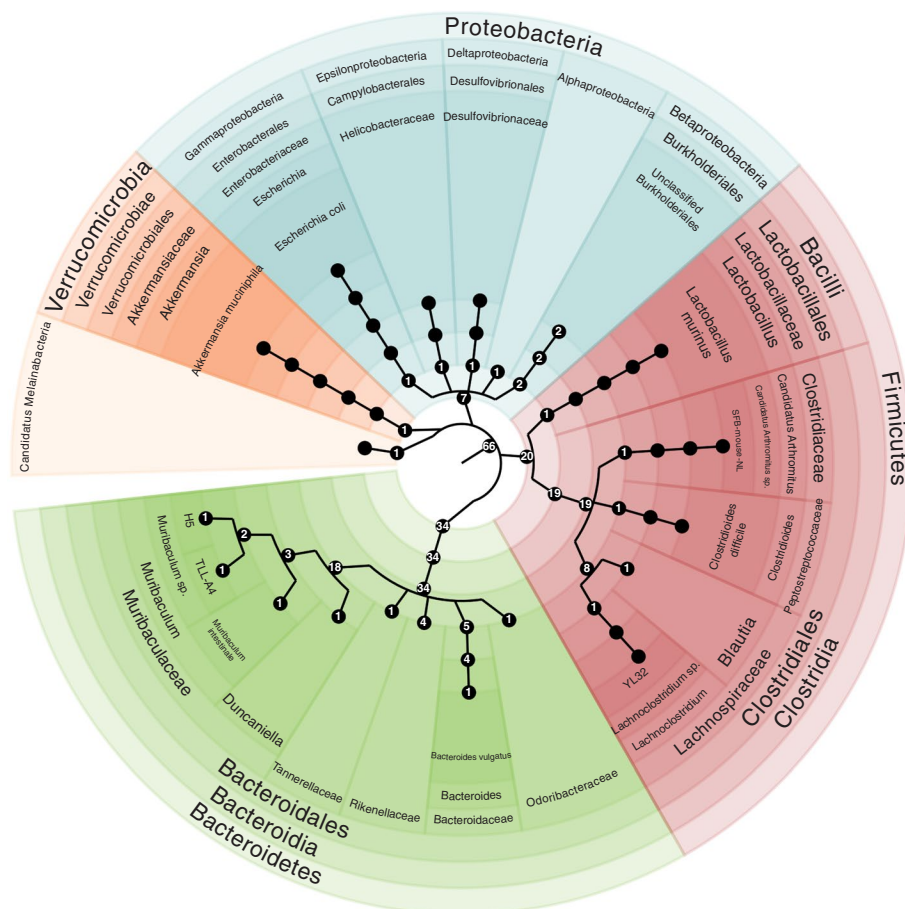 Proteobacteria
Gammaproteobacteria
Enterobacterales
Enterobacteriaceae
Escherichia
Escherichia coli
Epsilonproteobacteria
Campylobacterales
Helicobacteraceae
Deltaproteobacteria
Desulfovibrionales
Desulfovibrionaceae
Alphaproteobacteria
Betaproteobacteria
Burkholderiales
Unclassified
Burkholderiales
Verrucomicrobia
Verrucomicrobiae
Verrucomicrobiales
Akkermansiaceae
Akkermansia
Akkermansia muciniphila
Candidatus Melainabacteria
Firmicutes
Bacilli
Lactobacillales
Lactobacillaceae
Lactobacillus
Lactobacillus
murinus
Clostridiaceae
Candidatus Arthromitus
Candidatus Arthromitus sp.
SFB-mouse-NL
Peptostreptococcaceae
Clostridioides
Clostridioides
difficile
Clostridia
Clostridiales
Lachnospiraceae
Blautia
Lachnoclostridium
Lachnoclostridium sp.
YL32
Odoribacteraceae
Bacteroides vulgatus
Bacteroides
Bacteroidaceae
Rikenellaceae
Tannerellaceae
Duncaniella
Muribaculum
intestinale
TLL-A4
H5
Muribaculum sp.
Muribaculum
Muribaculaceae
Bacteroidales
Bacteroidia
Bacteroidetes
1
1
1
1
7
1
1
2
2
2
66
20
1
19
19
1
1
8
1
1
34
34
34
1
2
1
3
1
18
1
1
4
5
4
1
1